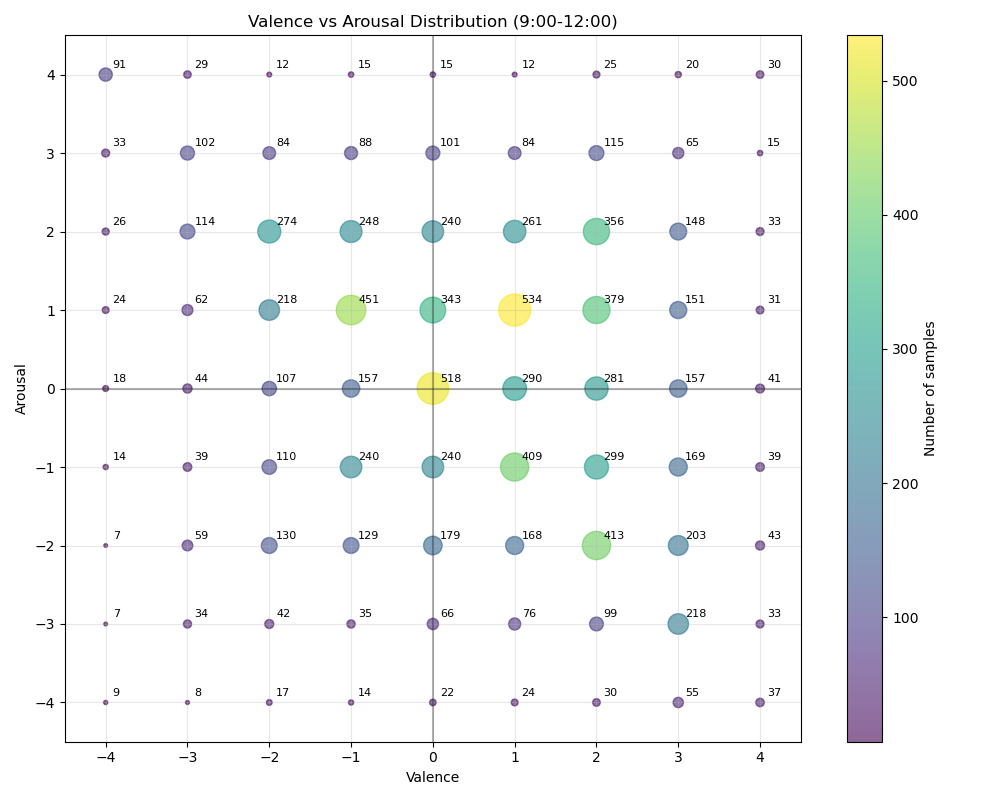 Valence vs Arousal Distribution (9:00-12:00)
4 91 29 12 15 15 12 25 20 30
3 33 102 84 88 101 84 115 65 15
2 26 114 274 248 240 261 356 148 33
1 24 62 218 451 343 534 379 151 31
0 18 44 107 157 518 290 281 157 41
−1 14 39 110 240 240 409 299 169 39
−2 7 59 130 129 179 168 413 203 43
−3 7 34 42 35 66 76 99 218 33
−4 9 8 17 14 22 24 30 55 37
−4 −3 −2 −1 0 1 2 3 4
Valence
Arousal
500
400
300
200
100
Number of samples